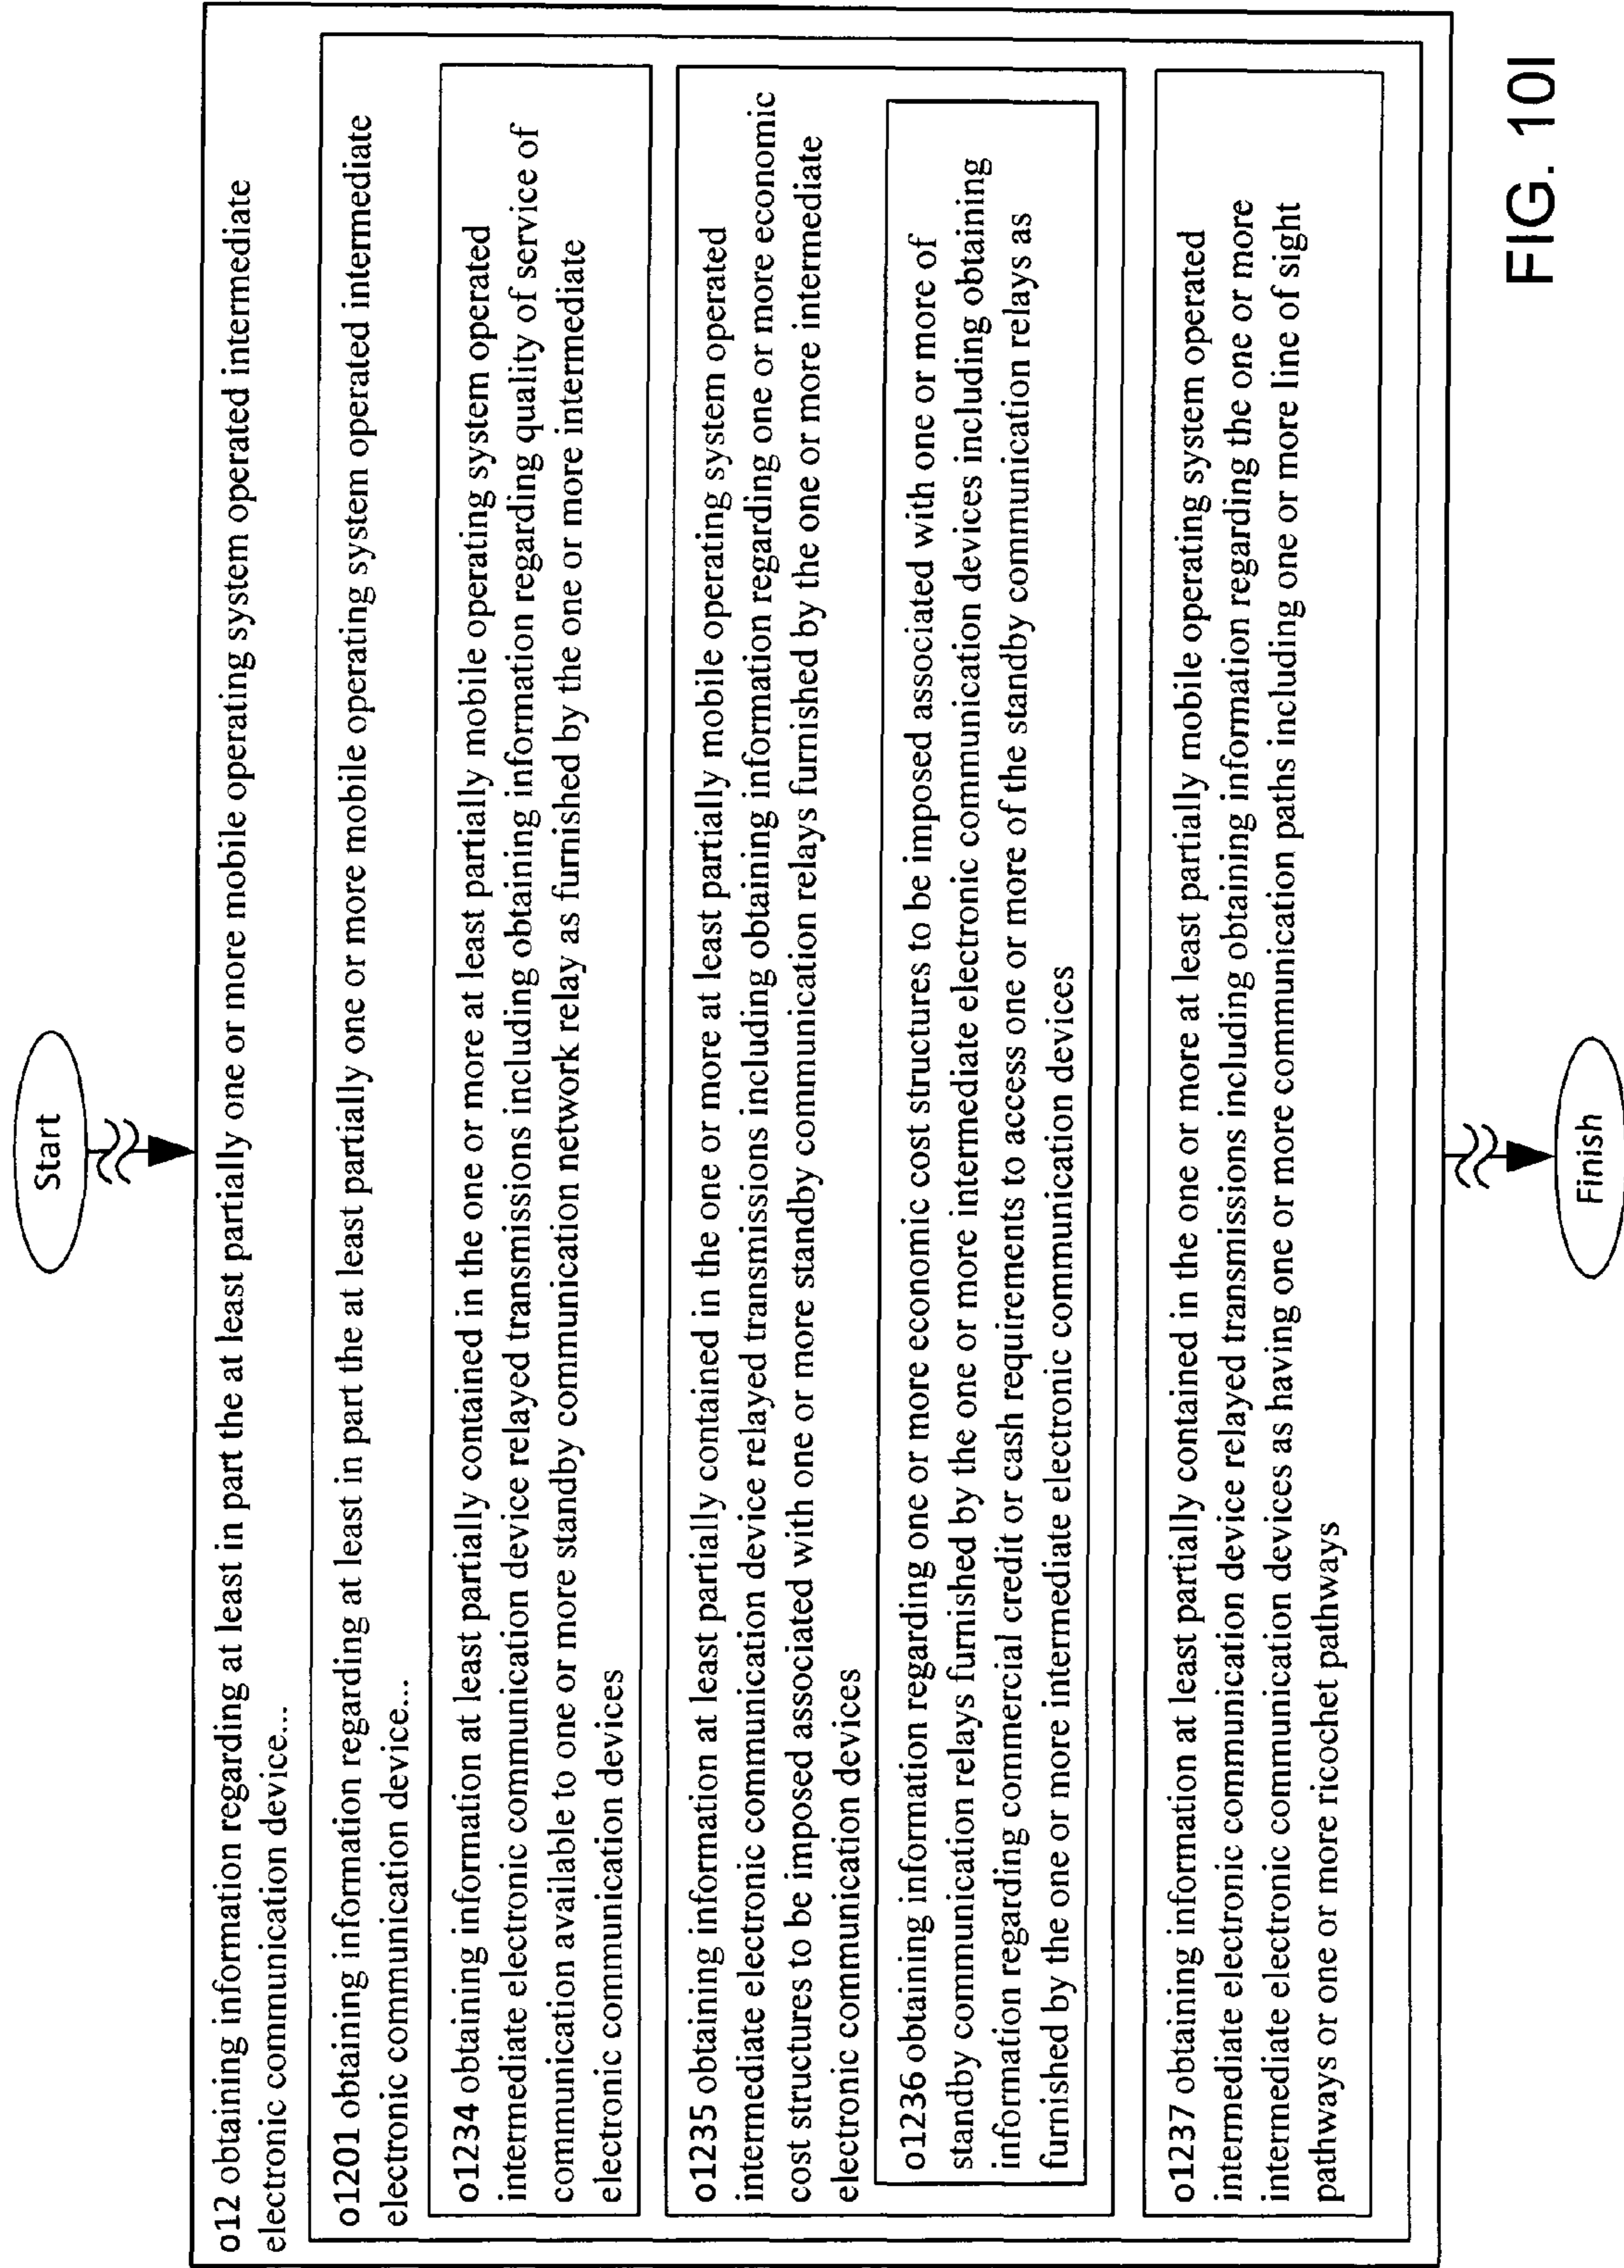 Start
o12 obtaining information regarding at least in part the at least partially one or more mobile operating system operated intermediate
electronic communication device...
o1201 obtaining information regarding at least in part the at least partially one or more mobile operating system operated intermediate
electronic communication device...
o1234 obtaining information at least partially contained in the one or more at least partially mobile operating system operated
intermediate electronic communication device relayed transmissions including obtaining information regarding quality of service of
communication available to one or more standby communication network relay as furnished by the one or more intermediate
electronic communication devices
o1235 obtaining information at least partially contained in the one or more at least partially mobile operating system operated
intermediate electronic communication device relayed transmissions including obtaining information regarding one or more economic
cost structures to be imposed associated with one or more standby communication relays furnished by the one or more intermediate
electronic communication devices
o1236 obtaining information regarding one or more economic cost structures to be imposed associated with one or more of
standby communication relays furnished by the one or more intermediate electronic communication devices including obtaining
information regarding commercial credit or cash requirements to access one or more of the standby communication relays as
furnished by the one or more intermediate electronic communication devices
o1237 obtaining information at least partially contained in the one or more at least partially mobile operating system operated
intermediate electronic communication device relayed transmissions including obtaining information regarding the one or more
intermediate electronic communication devices as having one or more communication paths including one or more line of sight
pathways or one or more ricochet pathways
Finish
FIG. 10I